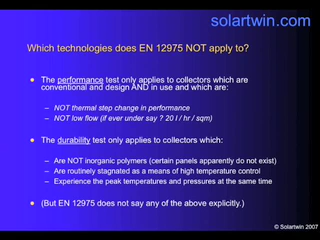 solartwin.com
Which technologies does EN 12975 NOT apply to?
The performance test only applies to collectors which are
conventional and design AND in use and which are:
– NOT thermal step change in performance
– NOT low flow (if ever under say ? 20 l / hr / sqm)
The durability test only applies to collectors which:
– Are NOT inorganic polymers (certain panels apparently do not exist)
– Are routinely stagnated as a means of high temperature control
– Experience the peak temperatures and pressures at the same time
(But EN 12975 does not say any of the above explicitly.)
© Solartwin 2007